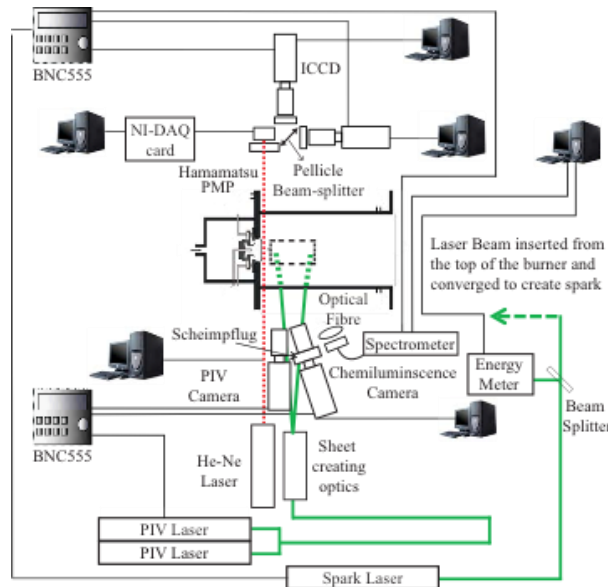 BNC555
ICCD
NI-DAQ
card
Hamamatsu
PMP
Pellicle
Beam-splitter
Laser Beam inserted from
the top of the burner and
converged to create spark
Optical
Fibre
Scheimpflug
Spectrometer
PIV
Camera
Chemiluminscence
Camera
Energy
Meter
Beam
Splitter
BNC555
He-Ne
Laser
Sheet
creating
optics
PIV Laser
PIV Laser
Spark Laser